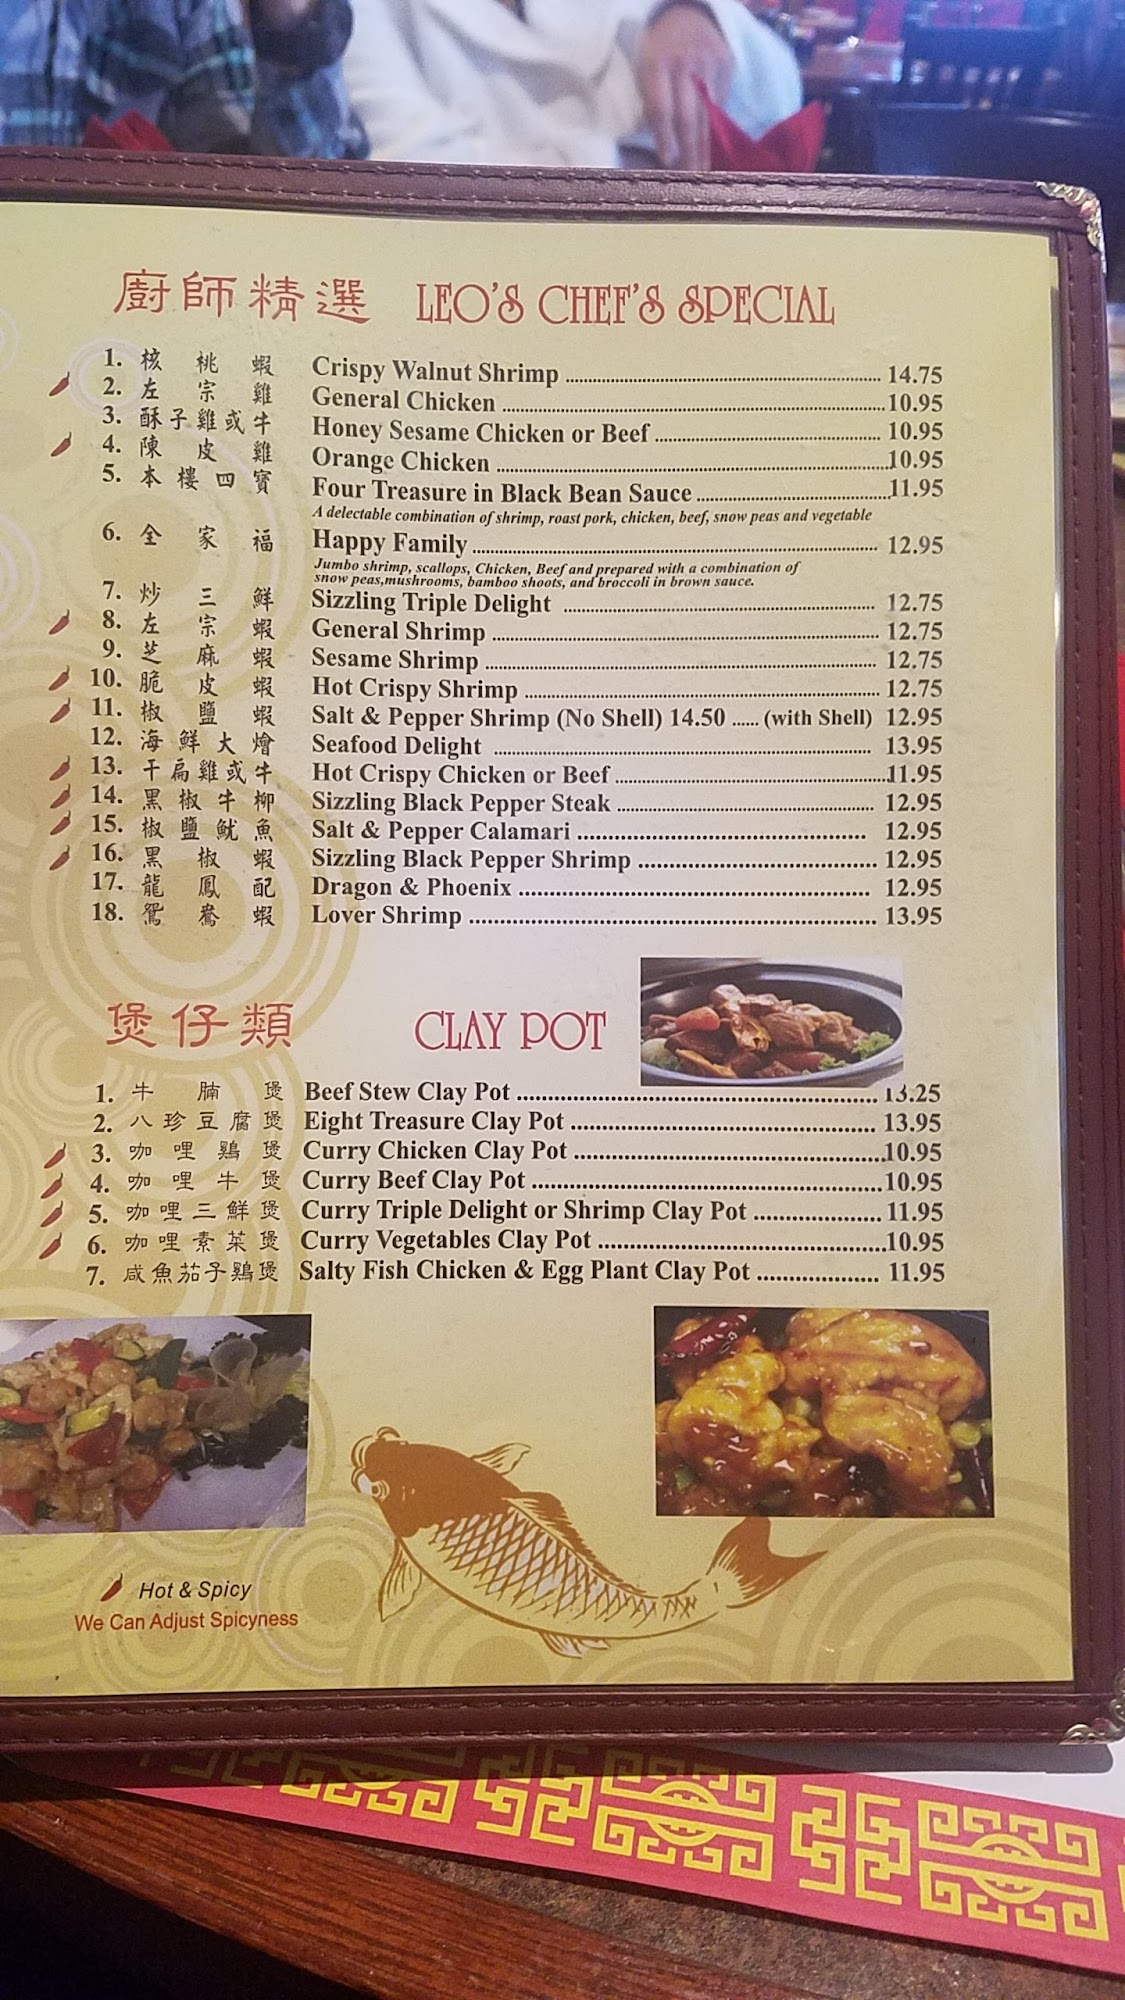 廚師精選 LEO'S CHEF'S SPECIAL
1. 核桃蝦 Crispy Walnut Shrimp 14.75
2. 左宗雞 General Chicken 10.95
3. 酥子雞或牛 Honey Sesame Chicken or Beef 10.95
4. 陳皮雞 Orange Chicken 10.95
5. 本樓四寶 Four Treasure in Black Bean Sauce 11.95
A delectable combination of shrimp, roast pork, chicken, beef, snow peas and vegetable
6. 全家福 Happy Family 12.95
Jumbo shrimp, scallops, Chicken, Beef and prepared with a combination of
snow peas,mushrooms, bamboo shoots, and broccoli in brown sauce.
7. 炒三鮮 Sizzling Triple Delight 12.75
8. 左宗蝦 General Shrimp 12.75
9. 芝麻蝦 Sesame Shrimp 12.75
10. 脆皮蝦 Hot Crispy Shrimp 12.75
11. 椒鹽蝦 Salt & Pepper Shrimp (No Shell) 14.50 ...... (with Shell) 12.95
12. 海鮮大燴 Seafood Delight 13.95
13. 干扁雞或牛 Hot Crispy Chicken or Beef 11.95
14. 黑椒牛柳 Sizzling Black Pepper Steak 12.95
15. 椒鹽魷魚 Salt & Pepper Calamari 12.95
16. 黑椒蝦 Sizzling Black Pepper Shrimp 12.95
17. 龍鳳配 Dragon & Phoenix 12.95
18. 鴛鴦蝦 Lover Shrimp 13.95
煲仔類 CLAY POT
1. 牛腩煲 Beef Stew Clay Pot 13.25
2. 八珍豆腐煲 Eight Treasure Clay Pot 13.95
3. 咖哩鷄煲 Curry Chicken Clay Pot 10.95
4. 咖哩牛煲 Curry Beef Clay Pot 10.95
5. 咖哩三鮮煲 Curry Triple Delight or Shrimp Clay Pot 11.95
6. 咖哩素菜煲 Curry Vegetables Clay Pot 10.95
7. 咸魚茄子鷄煲 Salty Fish Chicken & Egg Plant Clay Pot 11.95
Hot & Spicy
We Can Adjust Spicyness